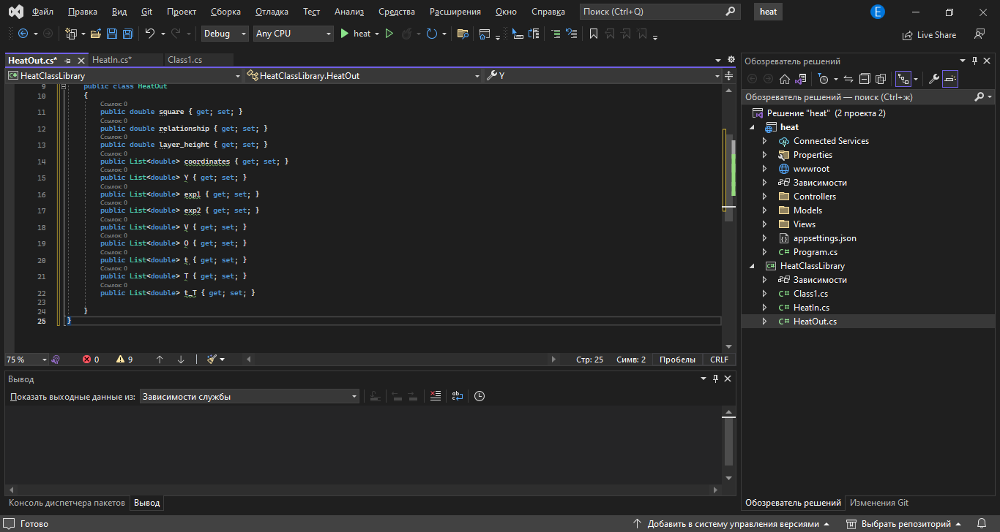 Файл Правка Вид Git Проект Сборка Отладка Тест Анализ Средства Расширения Окно Справка Поиск (Ctrl+Q) heat E
Debug Any CPU heat Live Share
HeatOut.cs* HeatIn.cs* Class1.cs
HeatClassLibrary HeatClassLibrary.HeatOut Y
9 public class HeatOut
10 {
Ссылок: 0
11 public double square { get; set; }
Ссылок: 0
12 public double relationship { get; set; }
Ссылок: 0
13 public double layer_height { get; set; }
Ссылок: 0
14 public List<double> coordinates { get; set; }
Ссылок: 0
15 public List<double> Y { get; set; }
Ссылок: 0
16 public List<double> exp1 { get; set; }
Ссылок: 0
17 public List<double> exp2 { get; set; }
Ссылок: 0
18 public List<double> V { get; set; }
Ссылок: 0
19 public List<double> O { get; set; }
Ссылок: 0
20 public List<double> t { get; set; }
Ссылок: 0
21 public List<double> T { get; set; }
Ссылок: 0
22 public List<double> t_T { get; set; }
23
24 }
25 }
75 % 0 9 Стр: 25 Симв: 2 Пробелы CRLF
Вывод
Показать выходные данные из: Зависимости службы
Консоль диспетчера пакетов Вывод
Обозреватель решений
Обозреватель решений — поиск (Ctrl+ж)
Решение "heat" (2 проекта 2)
heat
Connected Services
Properties
wwwroot
Зависимости
Controllers
Models
Views
appsettings.json
C# Program.cs
C# HeatClassLibrary
Зависимости
C# Class1.cs
C# HeatIn.cs
C# HeatOut.cs
Обозреватель решений Изменения Git
Готово Добавить в систему управления версиями Выбрать репозиторий